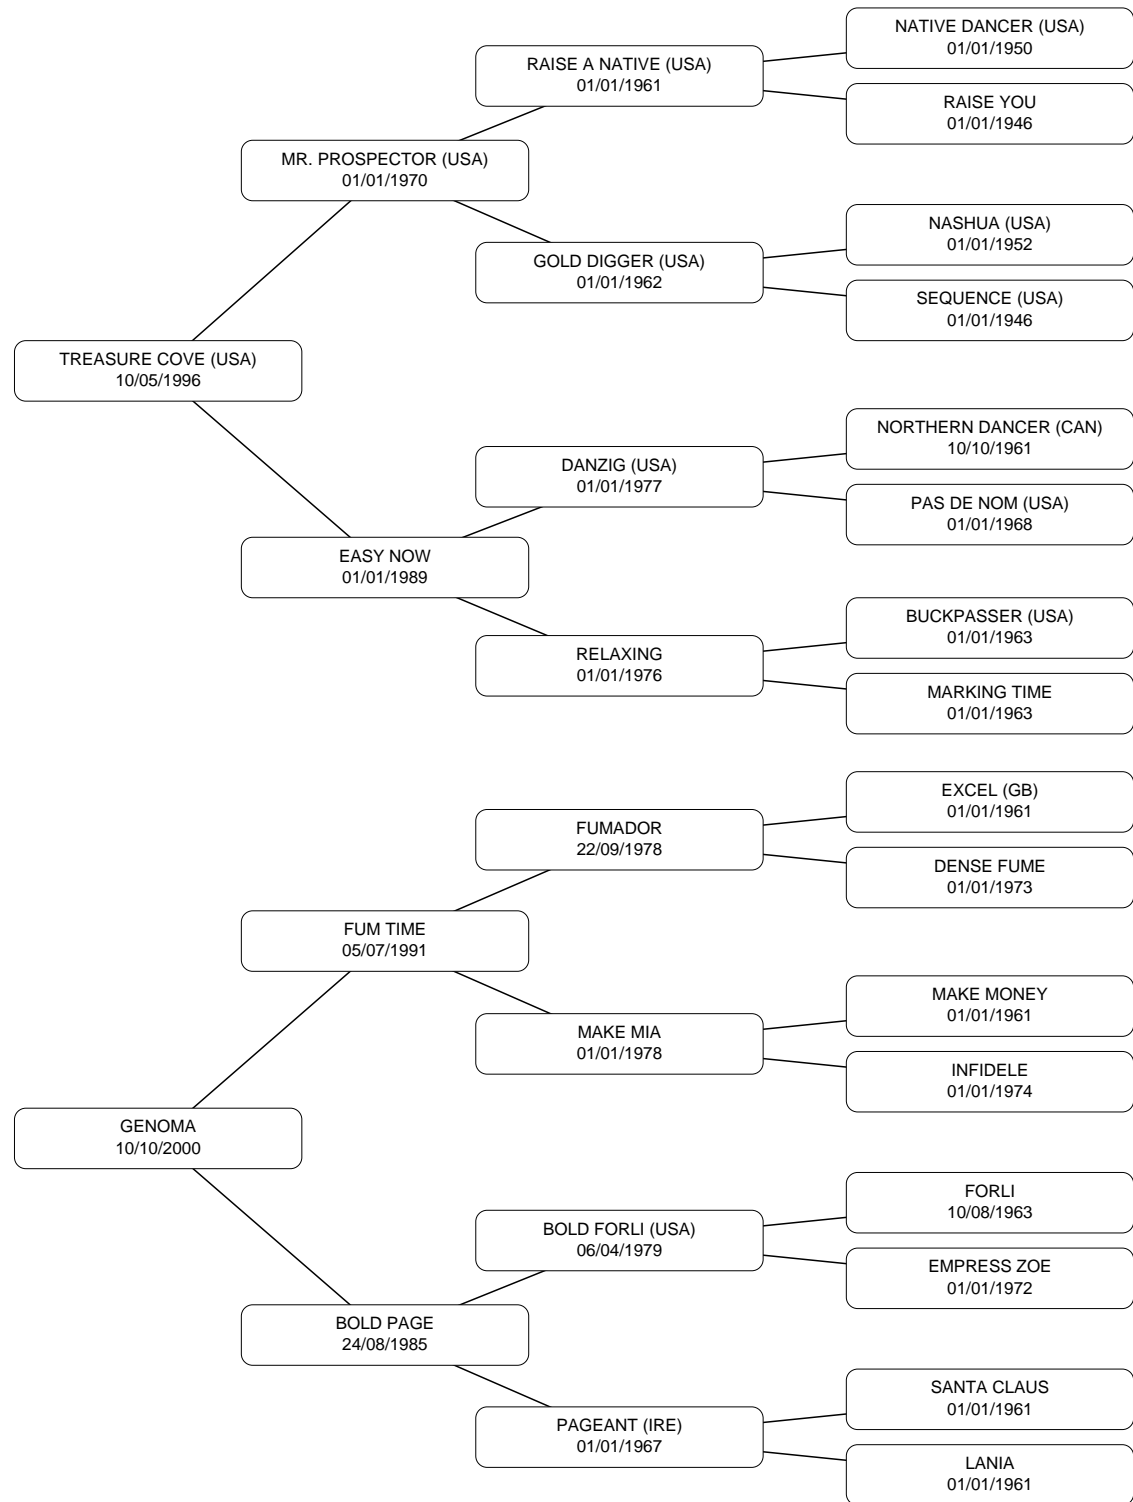 NATIVE DANCER (USA)
01/01/1950
RAISE A NATIVE (USA)
01/01/1961
RAISE YOU
01/01/1946
MR. PROSPECTOR (USA)
01/01/1970
NASHUA (USA)
01/01/1952
GOLD DIGGER (USA)
01/01/1962
SEQUENCE (USA)
01/01/1946
TREASURE COVE (USA)
10/05/1996
NORTHERN DANCER (CAN)
10/10/1961
DANZIG (USA)
01/01/1977
PAS DE NOM (USA)
01/01/1968
EASY NOW
01/01/1989
BUCKPASSER (USA)
01/01/1963
RELAXING
01/01/1976
MARKING TIME
01/01/1963
EXCEL (GB)
01/01/1961
FUMADOR
22/09/1978
DENSE FUME
01/01/1973
FUM TIME
05/07/1991
MAKE MONEY
01/01/1961
MAKE MIA
01/01/1978
INFIDELE
01/01/1974
GENOMA
10/10/2000
FORLI
10/08/1963
BOLD FORLI (USA)
06/04/1979
EMPRESS ZOE
01/01/1972
BOLD PAGE
24/08/1985
SANTA CLAUS
01/01/1961
PAGEANT (IRE)
01/01/1967
LANIA
01/01/1961